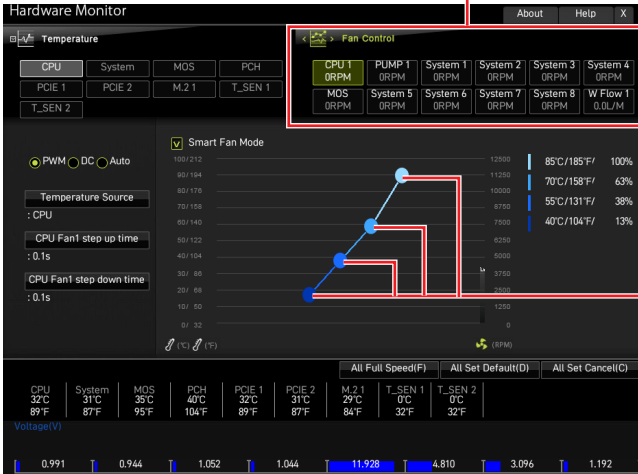 Hardware Monitor
About Help X
Temperature
Fan Control
CPU System MOS PCH
PCIE 1 PCIE 2 M.2 1 T_SEN 1
T_SEN 2
CPU 1 PUMP 1 System 1 System 2 System 3 System 4
0RPM 0RPM 0RPM 0RPM 0RPM 0RPM
MOS System 5 System 6 System 7 System 8 W Flow 1
0RPM 0RPM 0RPM 0RPM 0RPM 0.0L/M
PWM DC Auto
Temperature Source
: CPU
CPU Fan1 step up time
: 0.1s
CPU Fan1 step down time
: 0.1s
V Smart Fan Mode
100/212 12500
90/194 11250
80/176 10000
70/158 8750
60/140 7500
50/122 6250
40/104 5000
30/ 86 3750
20/ 68 2500
10/ 50 1250
0/ 32 0
(°C) (°F) (RPM)
85°C/185°F/ 100%
70°C/158°F/ 63%
55°C/131°F/ 38%
40°C/104°F/ 13%
All Full Speed(F) All Set Default(D) All Set Cancel(C)
CPU System MOS PCH PCIE 1 PCIE 2 M.2 1 T_SEN 1 T_SEN 2
32°C 31°C 35°C 40°C 32°C 31°C 29°C 0°C 0°C
89°F 87°F 95°F 104°F 89°F 87°F 84°F 32°F 32°F
Voltage(V)
0.991 0.944 1.052 1.044 11.928 4.810 3.096 1.192